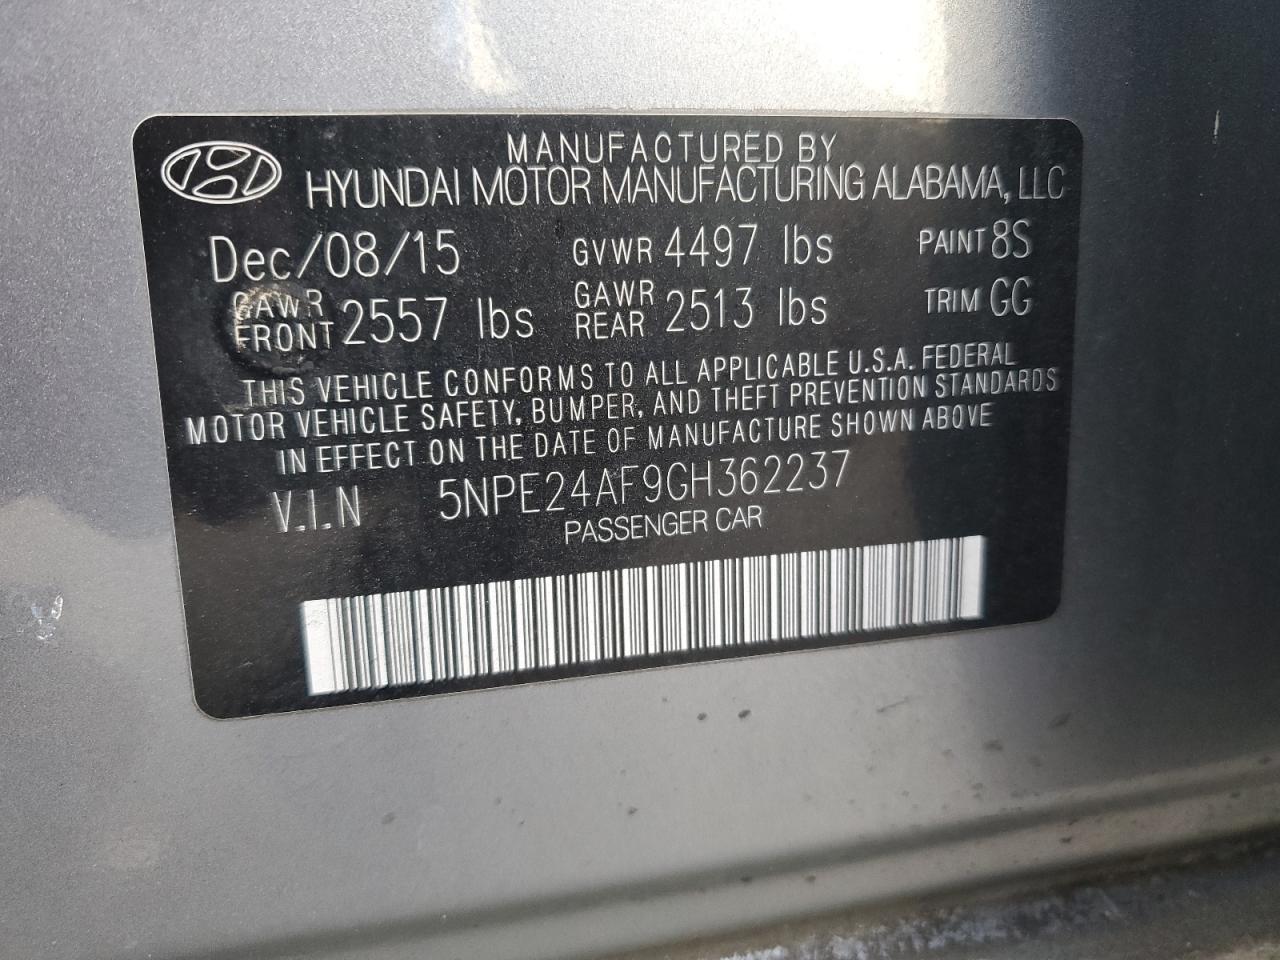 MANUFACTURED BY
HYUNDAI MOTOR MANUFACTURING ALABAMA, LLC
Dec/08/15 GVWR 4497 lbs PAINT 8S
GAWR FRONT 2557 lbs GAWR REAR 2513 lbs TRIM GG
THIS VEHICLE CONFORMS TO ALL APPLICABLE U.S.A. FEDERAL
MOTOR VEHICLE SAFETY, BUMPER, AND THEFT PREVENTION STANDARDS
IN EFFECT ON THE DATE OF MANUFACTURE SHOWN ABOVE
V.I.N 5NPE24AF9GH362237
PASSENGER CAR